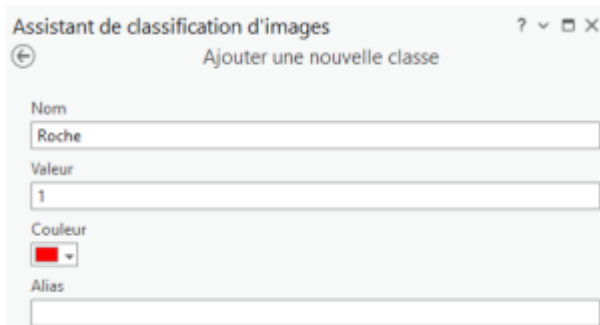 Assistant de classification d'images
Ajouter une nouvelle classe
Nom
Roche
Valeur
1
Couleur
Alias